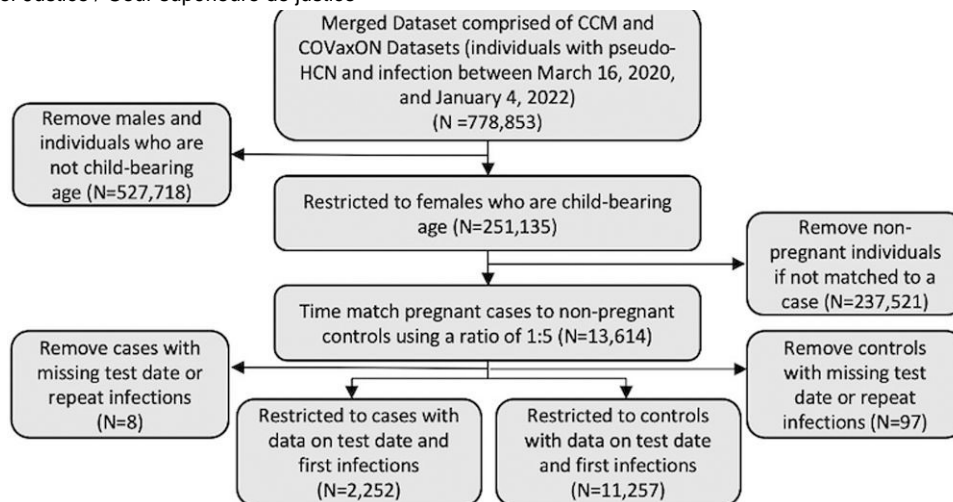 Merged Dataset comprised of CCM and
COVaxON Datasets (individuals with pseudo-
HCN and infection between March 16, 2020,
and January 4, 2022)
(N =778,853)
Remove males and
individuals who are
not child-bearing
age (N=527,718)
Restricted to females who are child-bearing
age (N=251,135)
Remove non-
pregnant individuals
if not matched to a
case (N=237,521)
Time match pregnant cases to non-pregnant
controls using a ratio of 1:5 (N=13,614)
Remove cases with
missing test date or
repeat infections
(N=8)
Remove controls
with missing test
date or repeat
infections (N=97)
Restricted to cases with
data on test date and
first infections
(N=2,252)
Restricted to controls
with data on test date
and first infections
(N=11,257)